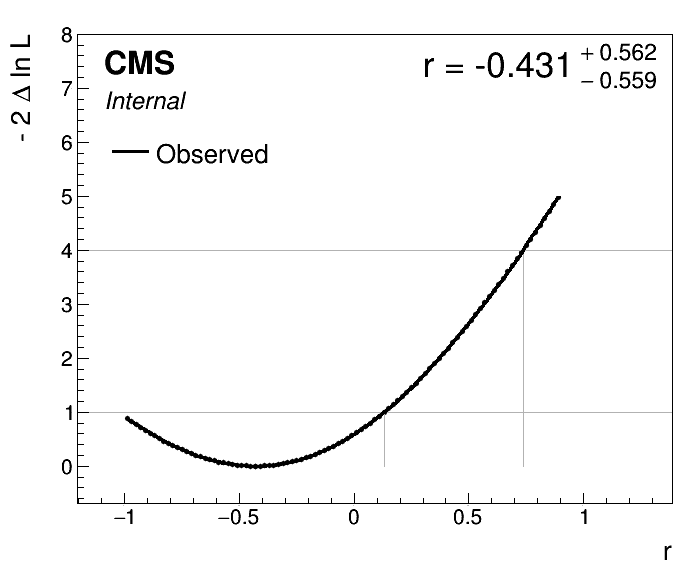 - 2 Δ ln L
8
7
6
5
4
3
2
1
0
CMS
Internal
r = -0.431 + 0.562 − 0.559
Observed
−1 −0.5 0 0.5 1
r